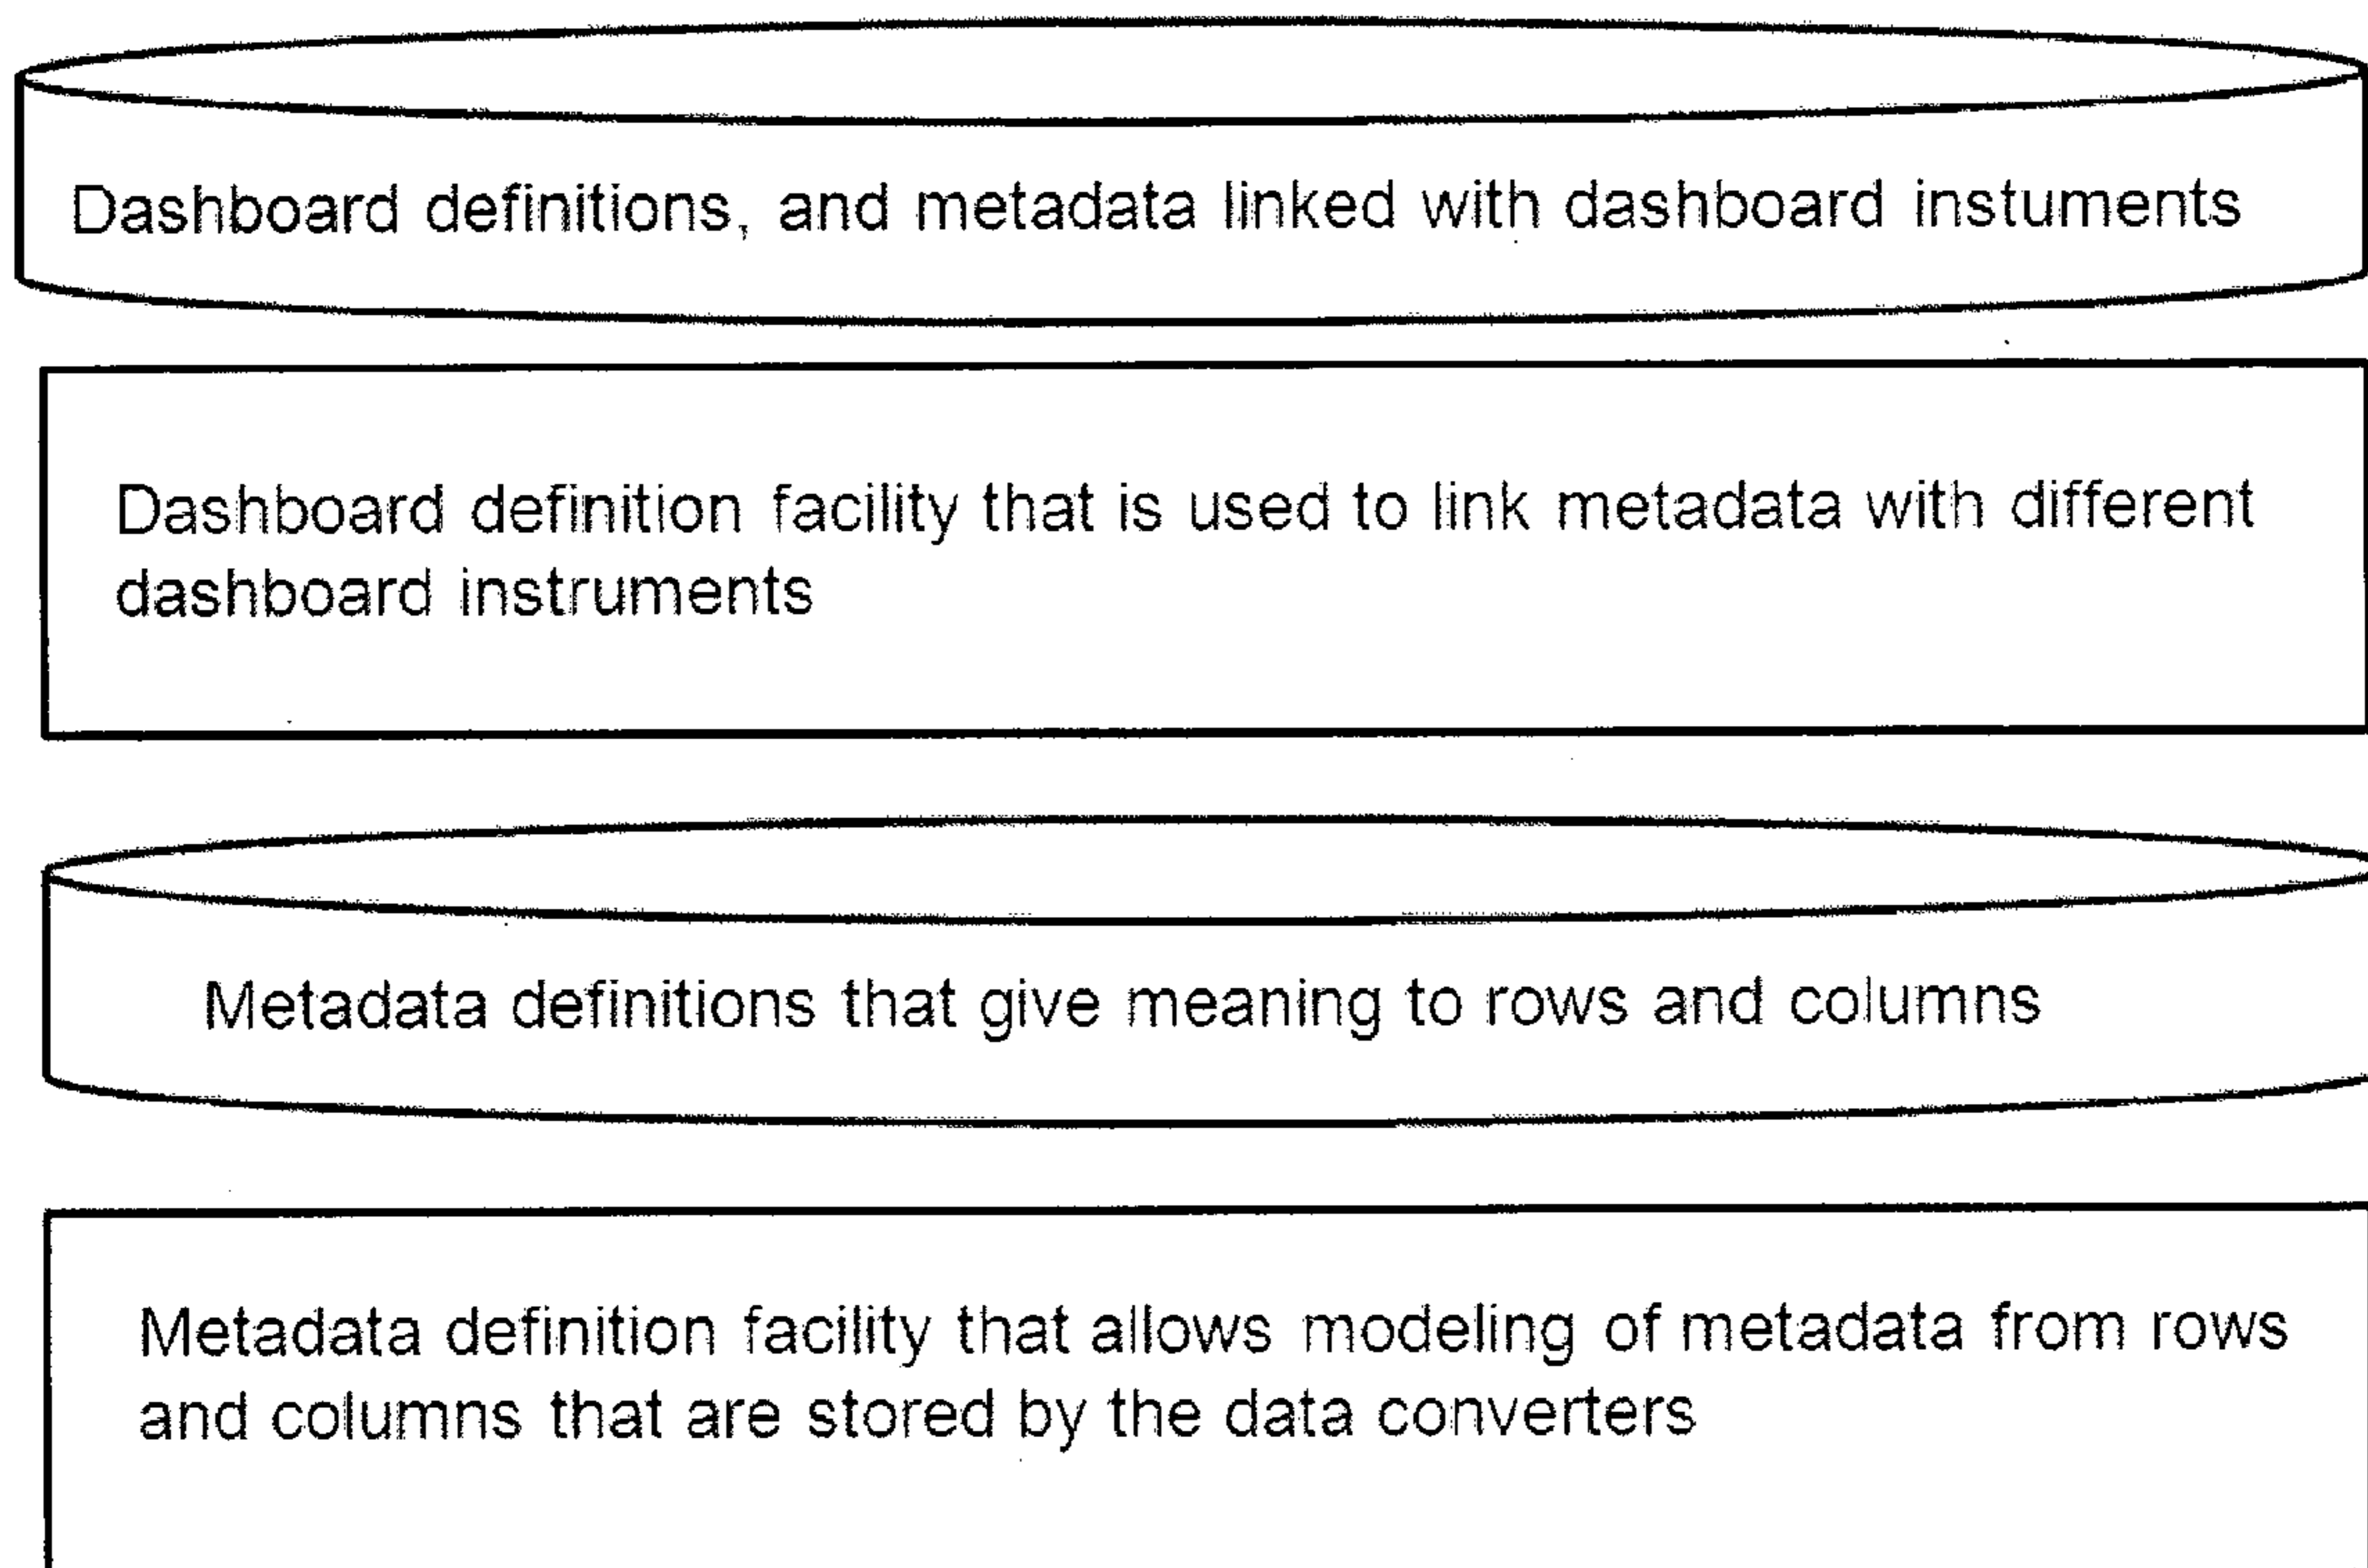 Dashboard definitions, and metadata linked with dashboard instuments
Dashboard definition facility that is used to link metadata with different
dashboard instruments
Metadata definitions that give meaning to rows and columns
Metadata definition facility that allows modeling of metadata from rows
and columns that are stored by the data converters